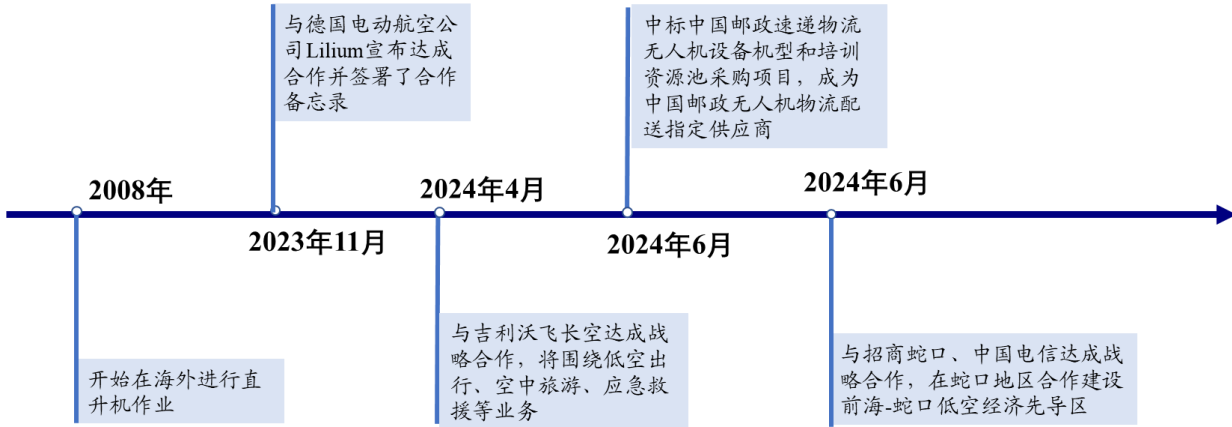 与德国电动航空公
司Lilium宣布达成
合作并签署了合作
备忘录
中标中国邮政速递物流
无人机设备机型和培训
资源池采购项目，成为
中国邮政无人机物流配
送指定供应商
2008年
2024年4月
2024年6月
2023年11月
2024年6月
开始在海外进行直
升机作业
与吉利沃飞长空达成战
略合作，将围绕低空出
行、空中旅游、应急救
援等业务
与招商蛇口、中国电信达成战
略合作，在蛇口地区合作建设
前海-蛇口低空经济先导区